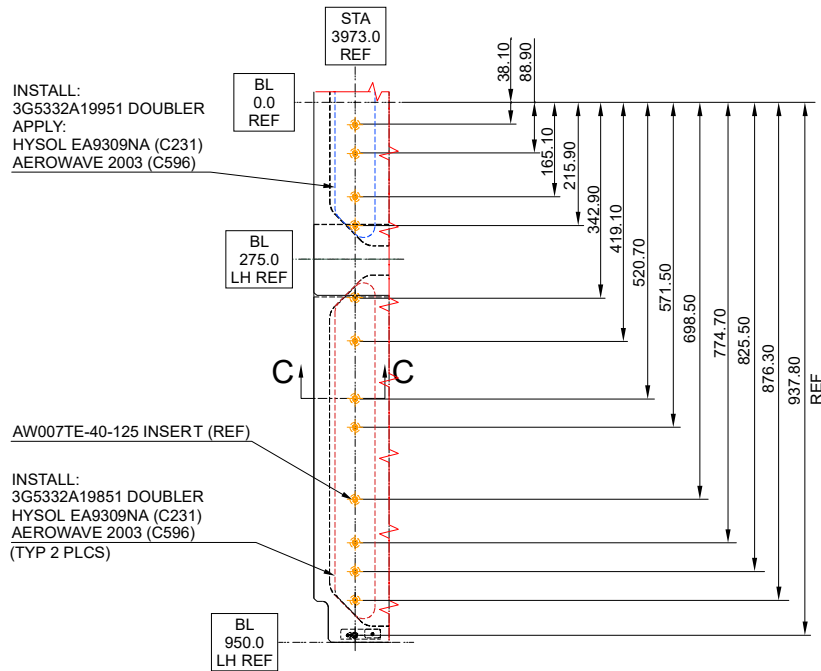 STA
3973.0
REF
38.10
88.90
INSTALL:
3G5332A19951 DOUBLER
APPLY:
HYSOL EA9309NA (C231)
AEROWAVE 2003 (C596)
BL
0.0
REF
165.10
215.90
342.90
419.10
520.70
571.50
698.50
774.70
825.50
876.30
937.80
REF
BL
275.0
LH REF
C
C
AW007TE-40-125 INSERT (REF)
INSTALL:
3G5332A19851 DOUBLER
HYSOL EA9309NA (C231)
AEROWAVE 2003 (C596)
(TYP 2 PLCS)
BL
950.0
LH REF